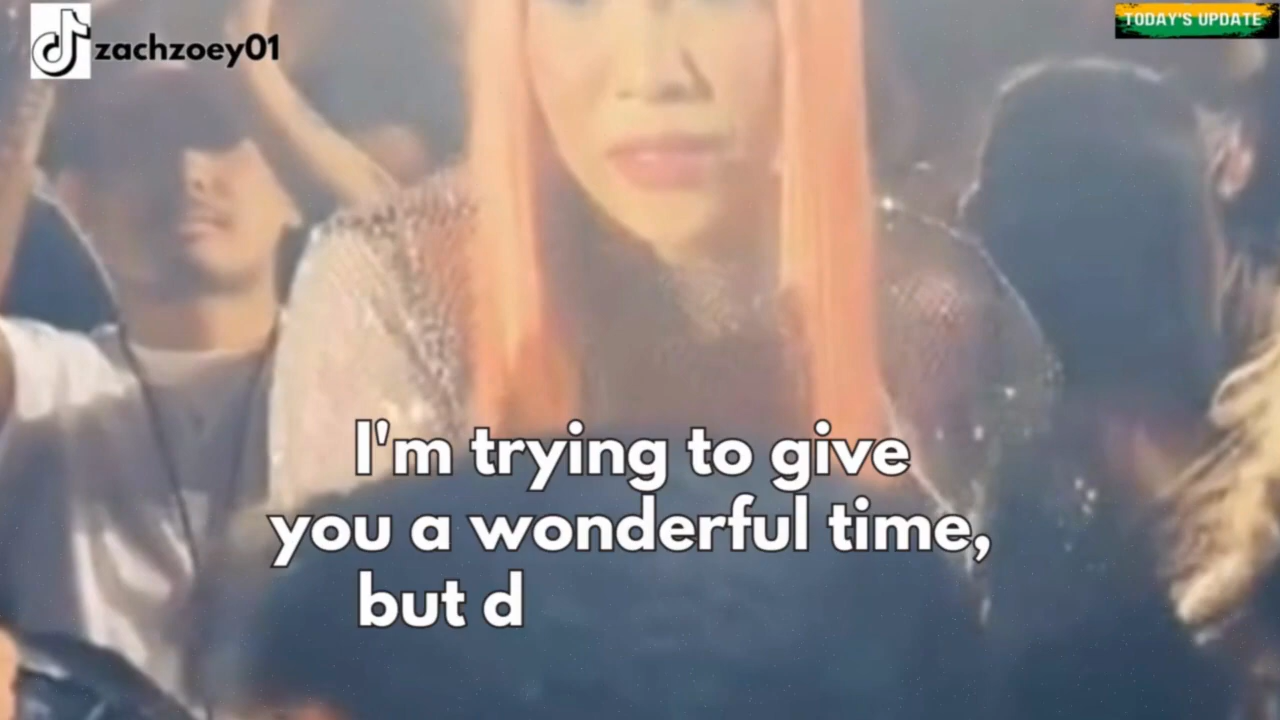 zachzoey01
TODAY'S UPDATE
I'm trying to give
you a wonderful time,
but d